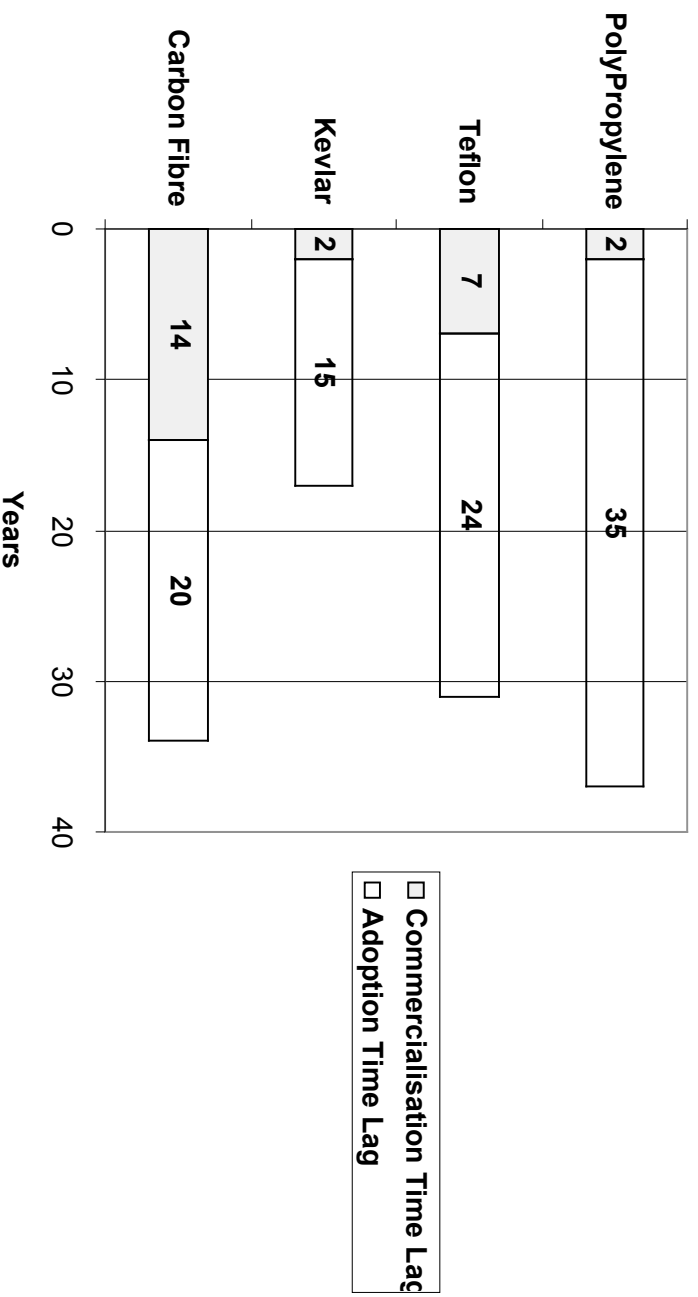 PolyPropylene 2 35
Teflon 7 24
Kevlar 2 15
Carbon Fibre 14 20
0 10 20 30 40
Years
Commercialisation Time Lag
Adoption Time Lag